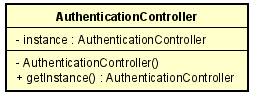 AuthenticationController
- instance : AuthenticationController
- AuthenticationController()
+ getInstance() : AuthenticationController